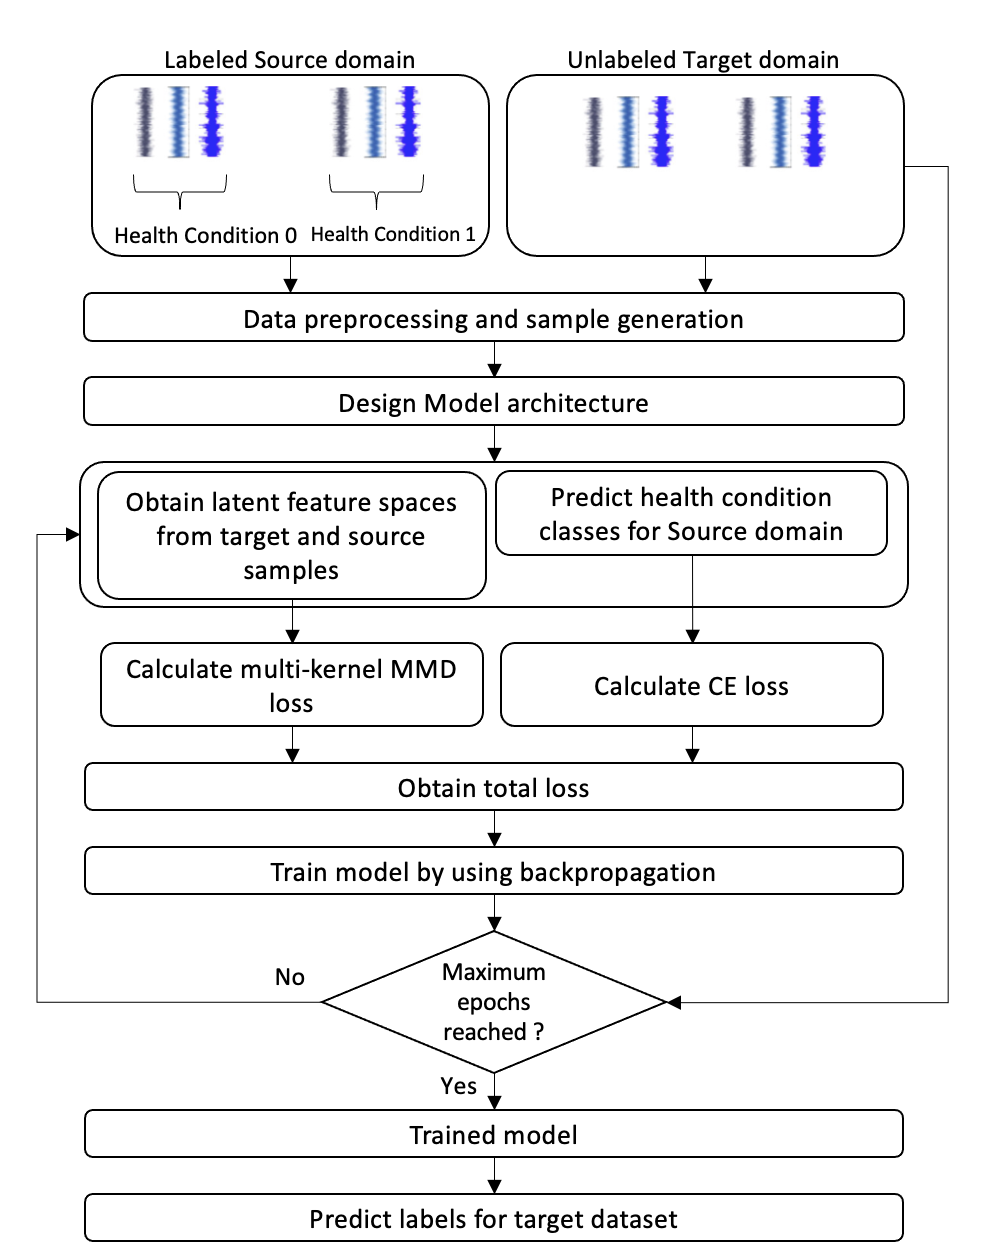 Labeled Source domain
Unlabeled Target domain
Health Condition 0
Health Condition 1
Data preprocessing and sample generation
Design Model architecture
Obtain latent feature spaces
from target and source
samples
Predict health condition
classes for Source domain
Calculate multi-kernel MMD
loss
Calculate CE loss
Obtain total loss
Train model by using backpropagation
Maximum
epochs
reached ?
No
Yes
Trained model
Predict labels for target dataset